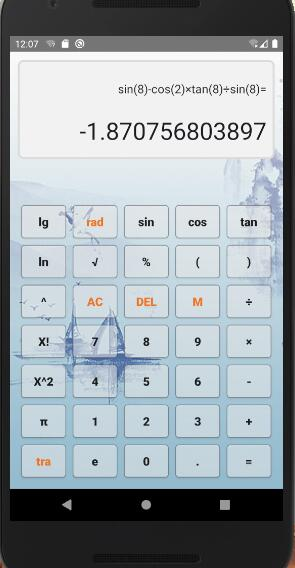 12:07
sin(8)-cos(2)×tan(8)÷sin(8)=
-1.870756803897
lg rad sin cos tan
ln √ % ( )
^ AC DEL M ÷
X! 7 8 9 ×
X^2 4 5 6 -
π 1 2 3 +
tra e 0 . =